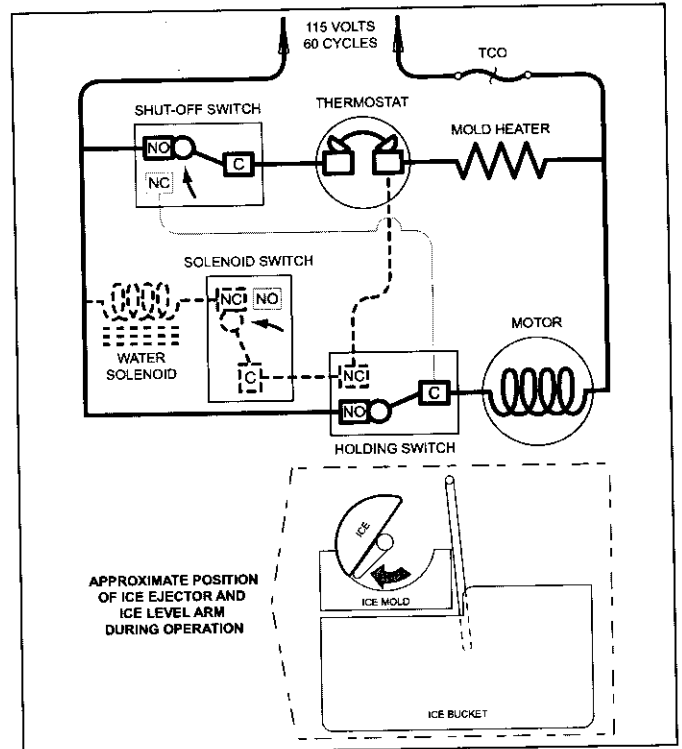 115 VOLTS
60 CYCLES
TCO
SHUT-OFF SWITCH
THERMOSTAT
MOLD HEATER
NO
C
NC
SOLENOID SWITCH
NC
NO
WATER
SOLENOID
C
NC
C
NO
MOTOR
HOLDING SWITCH
APPROXIMATE POSITION
OF ICE EJECTOR AND
ICE LEVEL ARM
DURING OPERATION
ICE
ICE MOLD
ICE BUCKET